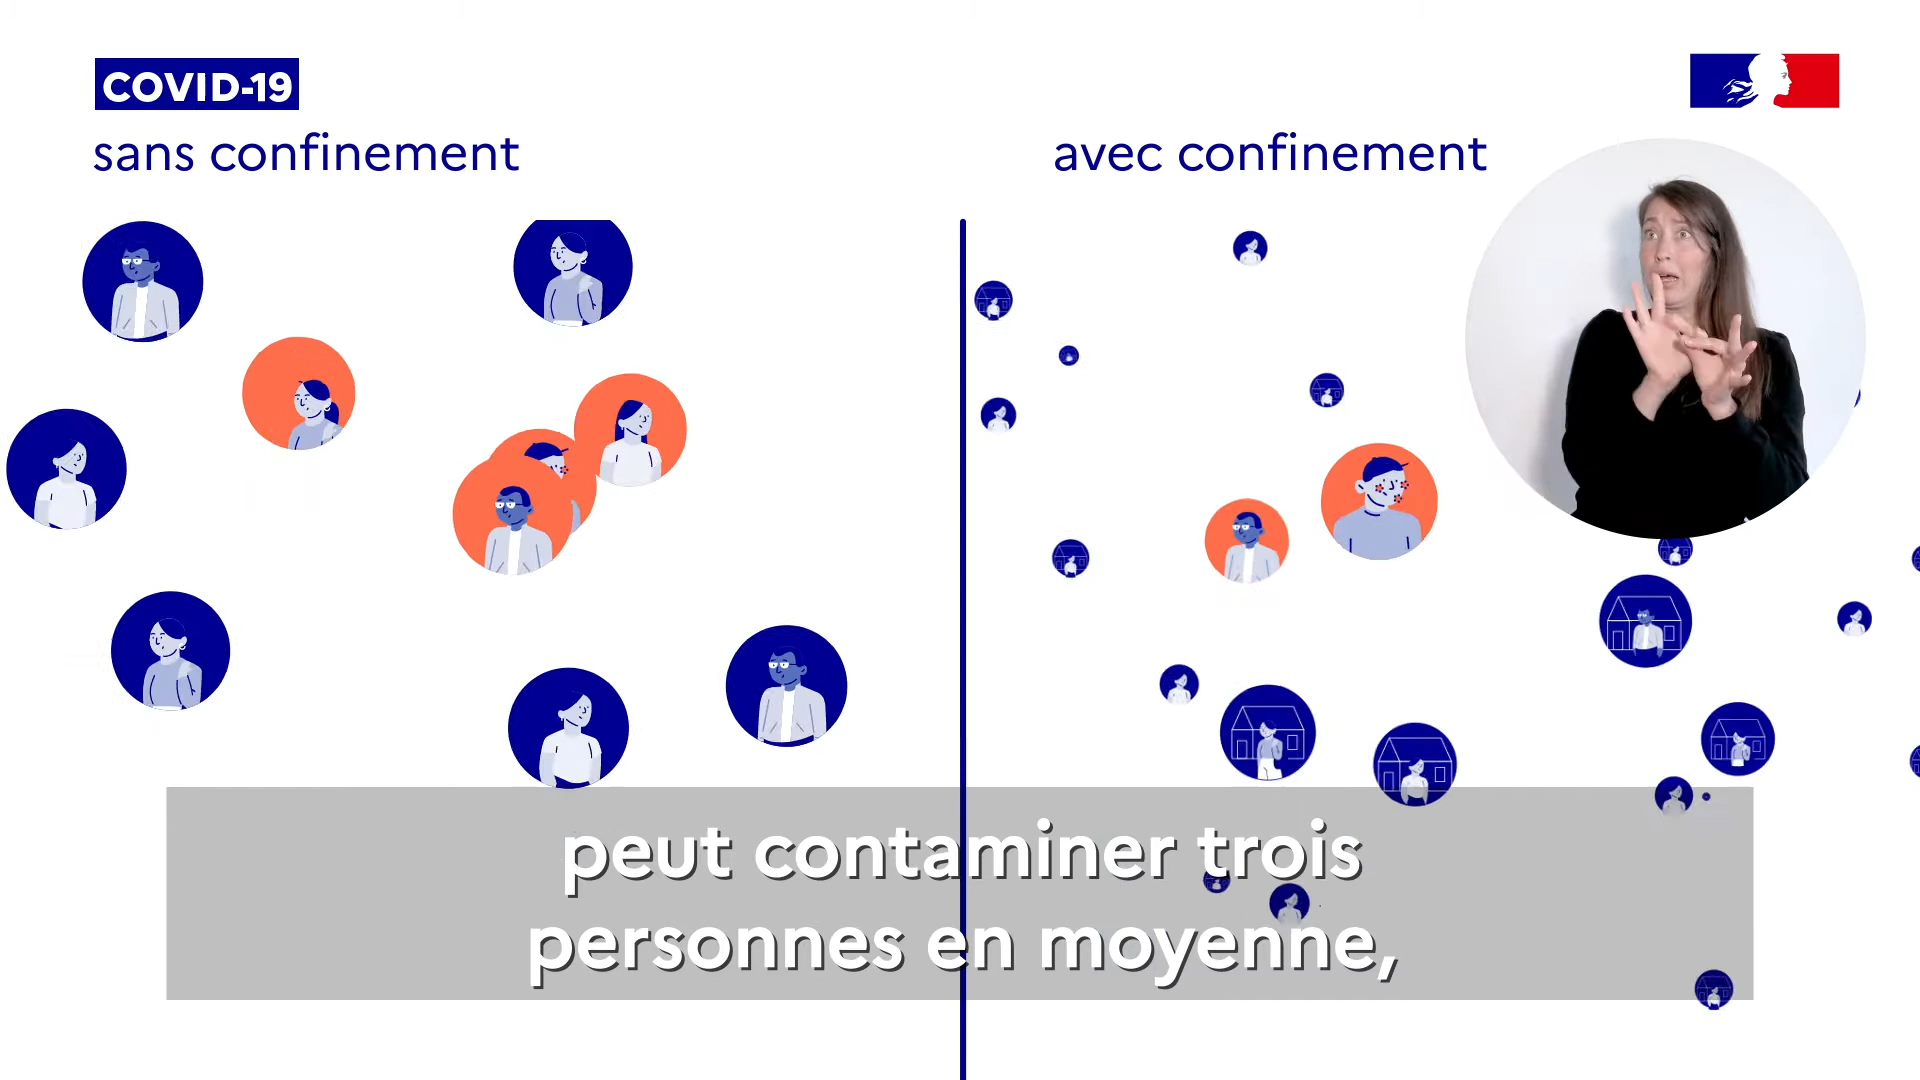 COVID-19
sans confinement
avec confinement
peut contaminer trois
personnes en moyenne,